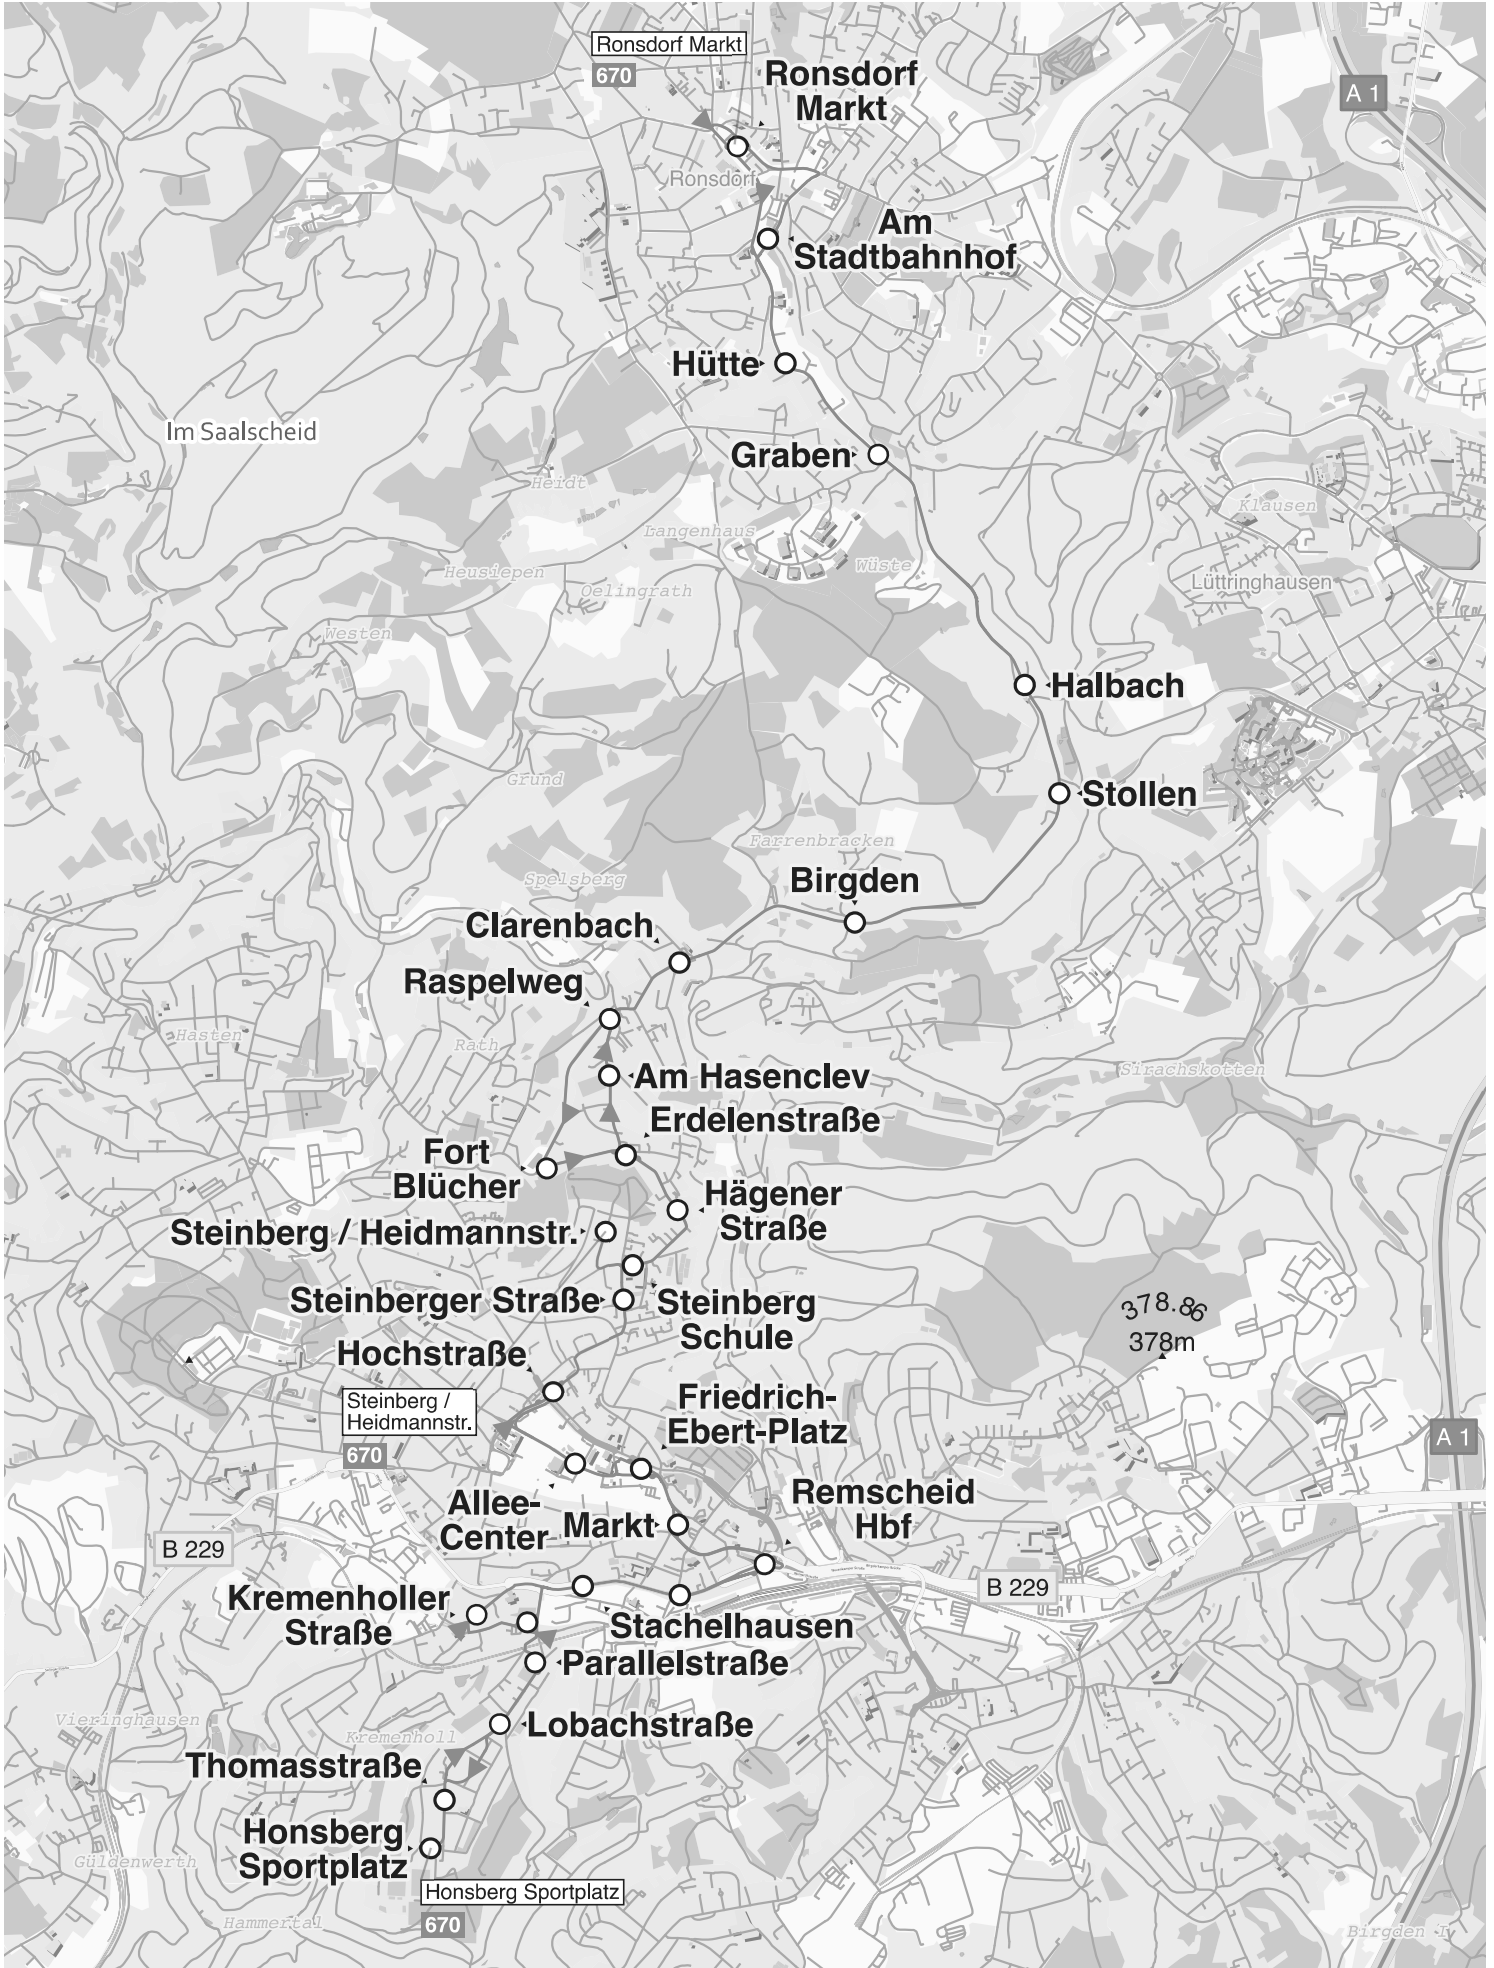 Ronsdorf Markt
670
Ronsdorf
Markt
A 1
Ronsdorf
Am
Stadtbahnhof
Hütte
Im Saalscheid
Graben
Heidt
Klausen
Langenhaus
Wüste
Heusiepen
Oelingrath
Lüttringhausen
Westen
Halbach
Grund
Stollen
Farrenbracken
Birgden
Spelsberg
Clarenbach
Raspelweg
Hasten
Rath
Sirachskotten
Am Hasenclev
Erdelenstraße
Fort
Blücher
Hägener
Straße
Steinberg / Heidmannstr.
Steinberger Straße
Steinberg
Schule
378.86
378m
Hochstraße
Steinberg /
Heidmannstr.
670
Friedrich-
Ebert-Platz
A 1
Allee-
Center
Markt
Remscheid
Hbf
B 229
B 229
Kremenholler
Straße
Stachelhausen
Parallelstraße
Vieringhausen
Lobachstraße
Kremenholl
Thomasstraße
Honsberg
Sportplatz
Güldenwerth
Honsberg Sportplatz
670
Hammertal
Birgden I